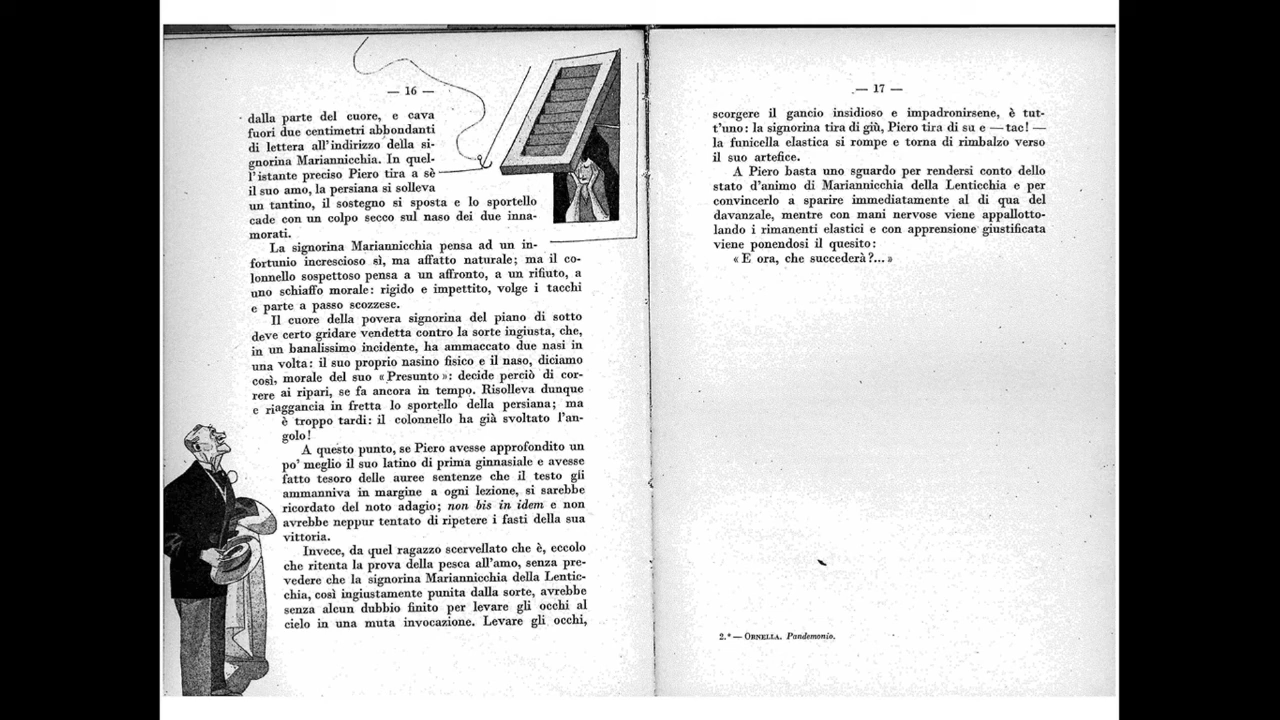 — 16 —
dalla parte del cuore, e cava
fuori due centimetri abbondanti
di lettera all'indirizzo della si-
gnorina Mariannicchia. In quel-
l'istante preciso Piero tira a sè
il suo amo, la persiana si solleva
un tantino, il sostegno si sposta e lo sportello
cade con un colpo secco sul naso dei due inna-
morati.
La signorina Mariannicchia pensa ad un in-
fortunio increscioso sì, ma affatto naturale; ma il co-
lonnello sospettoso pensa a un affronto, a un rifiuto, a
uno schiaffo morale: rigido e impettito, volge i tacchi
e parte a passo scozzese.
Il cuore della povera signorina del piano di sotto
deve certo gridare vendetta contro la sorte ingiusta, che,
in un banalissimo incidente, ha ammaccato due nasi in
una volta: il suo proprio nasino fisico e il naso, diciamo
così, morale del suo «Presunto»: decide perciò di cor-
rere ai ripari, se fa ancora in tempo. Risolleva dunque
e riaggancia in fretta lo sportello della persiana; ma
è troppo tardi: il colonnello ha già svoltato l'an-
golo!
A questo punto, se Piero avesse approfondito un
po' meglio il suo latino di prima ginnasiale e avesse
fatto tesoro delle auree sentenze che il testo gli
ammanniva in margine a ogni lezione, si sarebbe
ricordato del noto adagio; non bis in idem e non
avrebbe neppur tentato di ripetere i fasti della sua
vittoria.
Invece, da quel ragazzo scervellato che è, eccolo
che ritenta la prova della pesca all'amo, senza pre-
vedere che la signorina Mariannicchia della Lentic-
chia, così ingiustamente punita dalla sorte, avrebbe
senza alcun dubbio finito per levare gli occhi al
cielo in una muta invocazione. Levare gli occhi,
— 17 —
scorgere il gancio insidioso e impadronirsene, è tut-
t'uno: la signorina tira di giù, Piero tira di su e — tac! —
la funicella elastica si rompe e torna di rimbalzo verso
il suo artefice.
A Piero basta uno sguardo per rendersi conto dello
stato d'animo di Mariannicchia della Lenticchia e per
convincerlo a sparire immediatamente al di qua del
davanzale, mentre con mani nervose viene appallotto-
lando i rimanenti elastici e con apprensione giustificata
viene ponendosi il quesito:
«E ora, che succederà?...»
2.* — ORNELLA. Pandemonio.